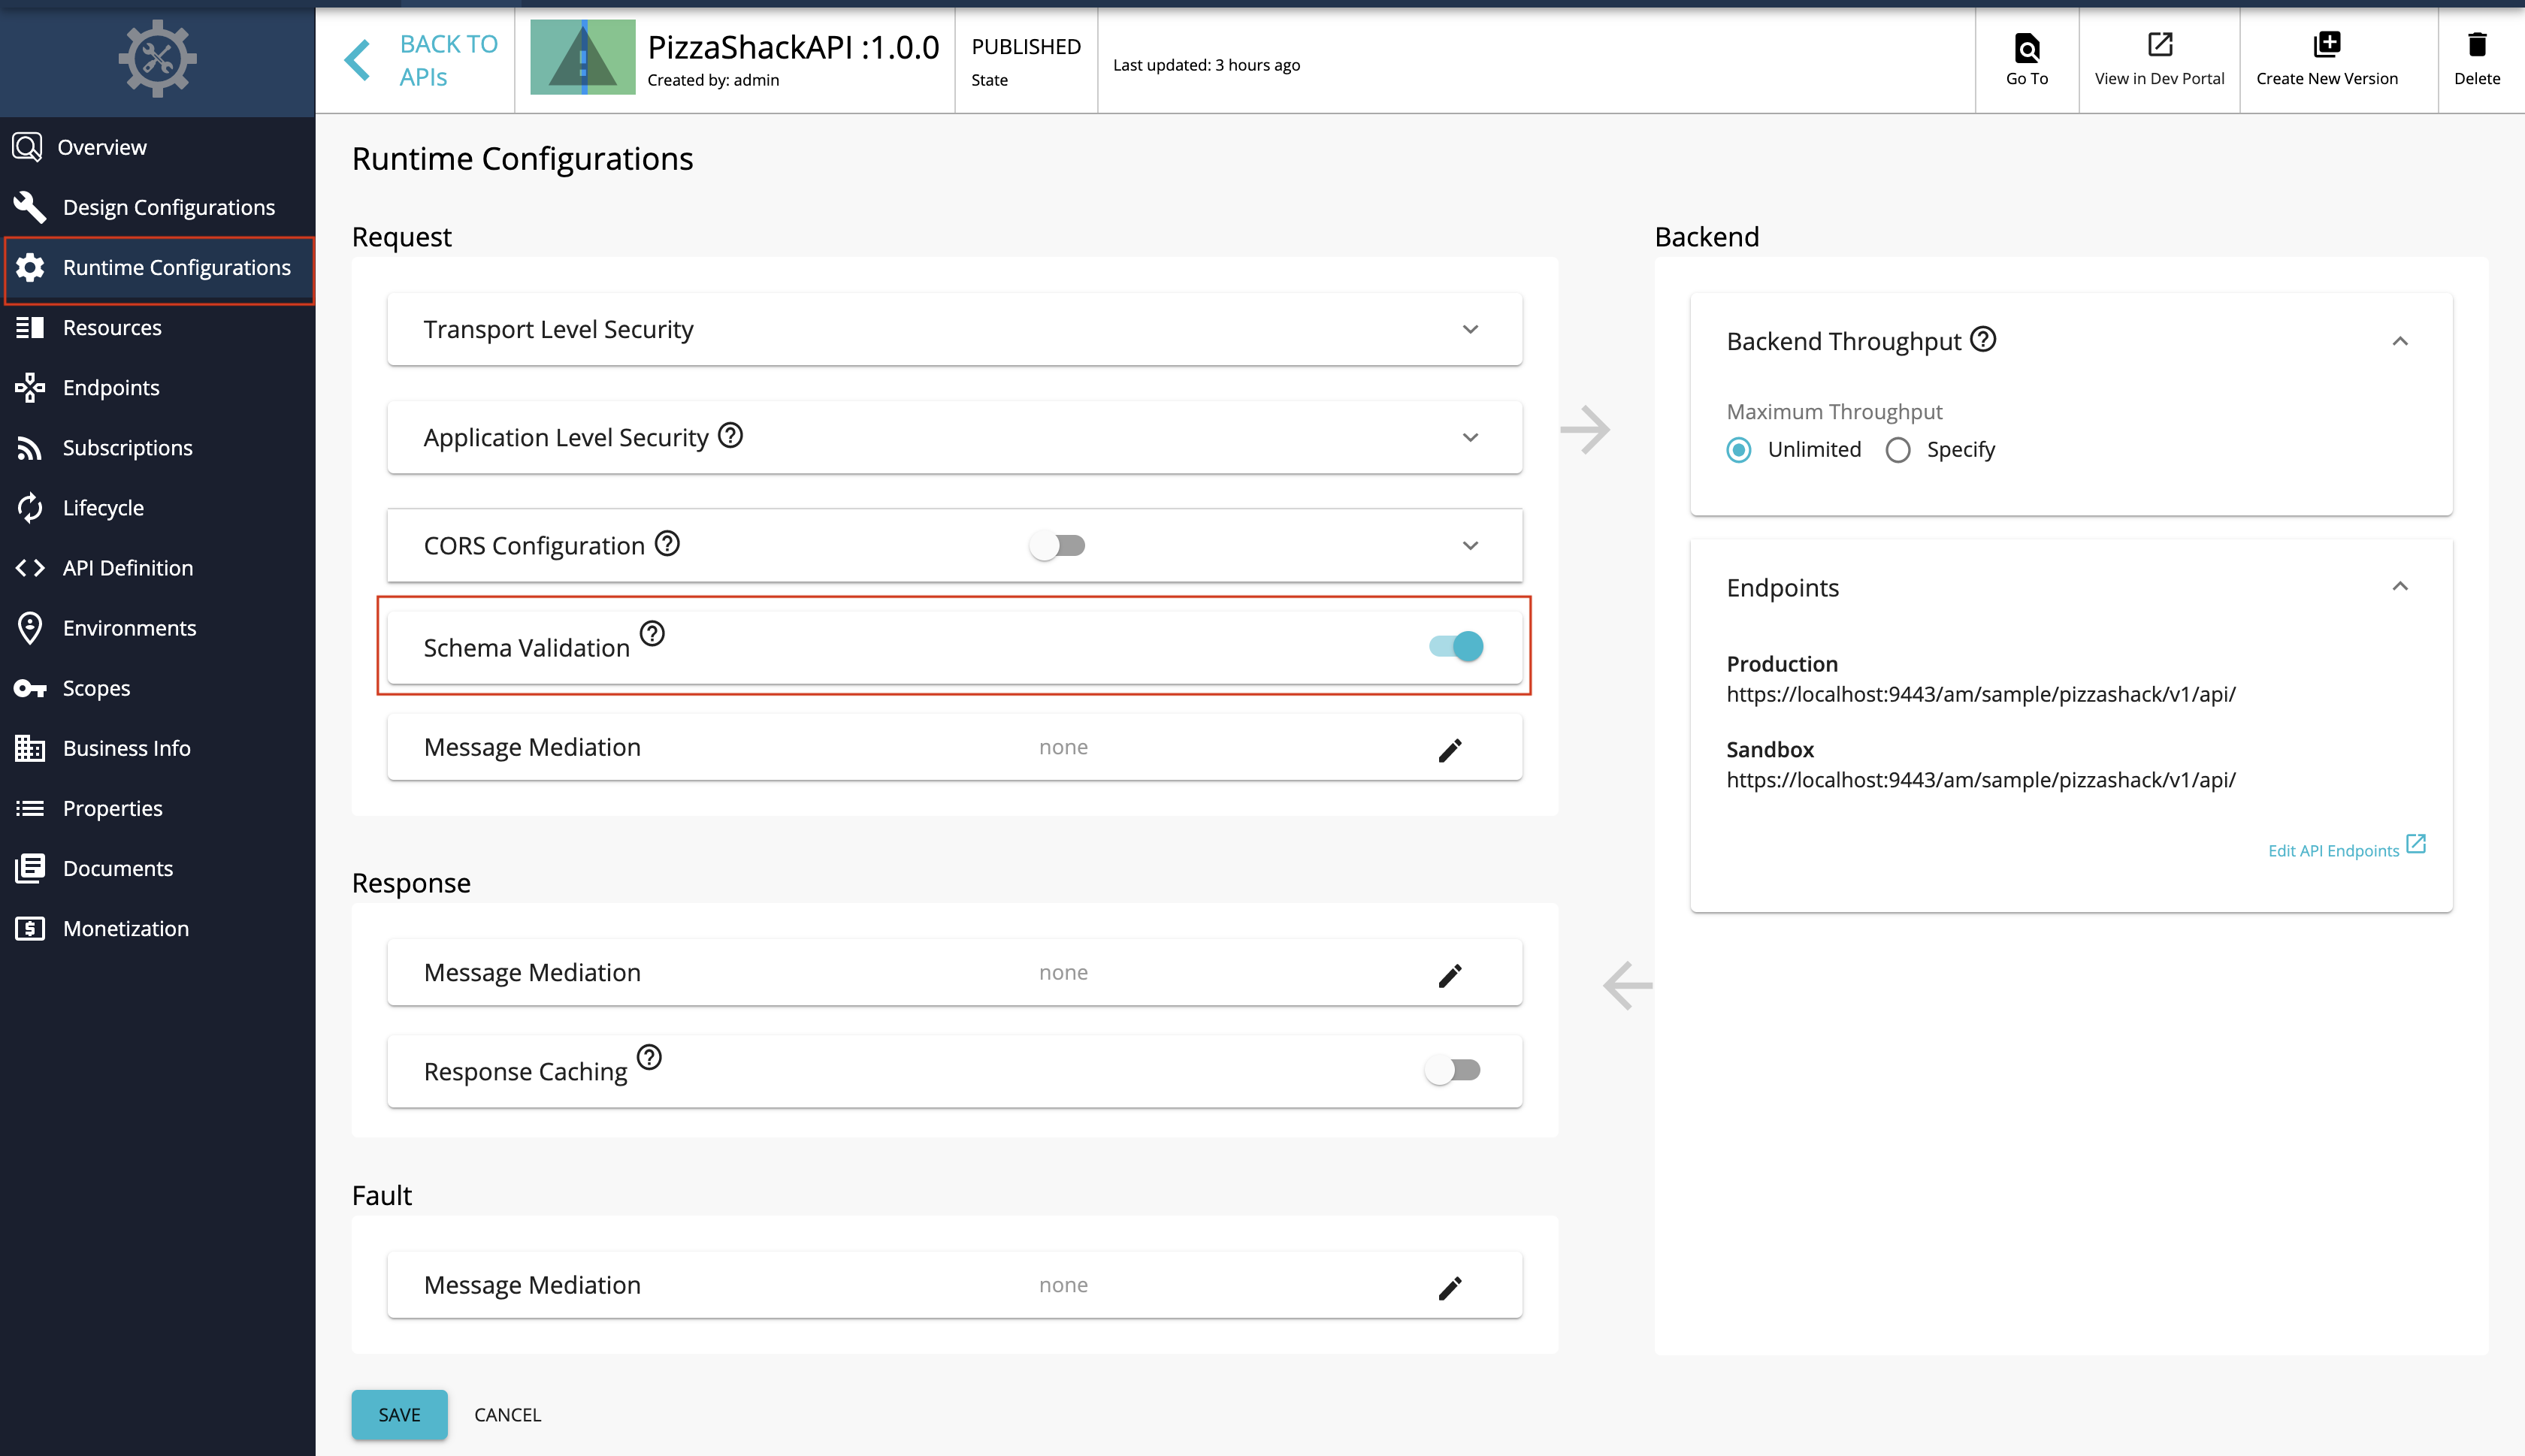 BACK TO
APIs
PizzaShackAPI :1.0.0
Created by: admin
PUBLISHED
State
Last updated: 3 hours ago
Go To
View in Dev Portal
Create New Version
Delete
Overview
Design Configurations
Runtime Configurations
Resources
Endpoints
Subscriptions
Lifecycle
API Definition
Environments
Scopes
Business Info
Properties
Documents
Monetization
Runtime Configurations
Request
Transport Level Security
Application Level Security
CORS Configuration
Schema Validation
Message Mediation none
Response
Message Mediation none
Response Caching
Fault
Message Mediation none
SAVE CANCEL
Backend
Backend Throughput
Maximum Throughput
Unlimited Specify
Endpoints
Production
https://localhost:9443/am/sample/pizzashack/v1/api/
Sandbox
https://localhost:9443/am/sample/pizzashack/v1/api/
Edit API Endpoints